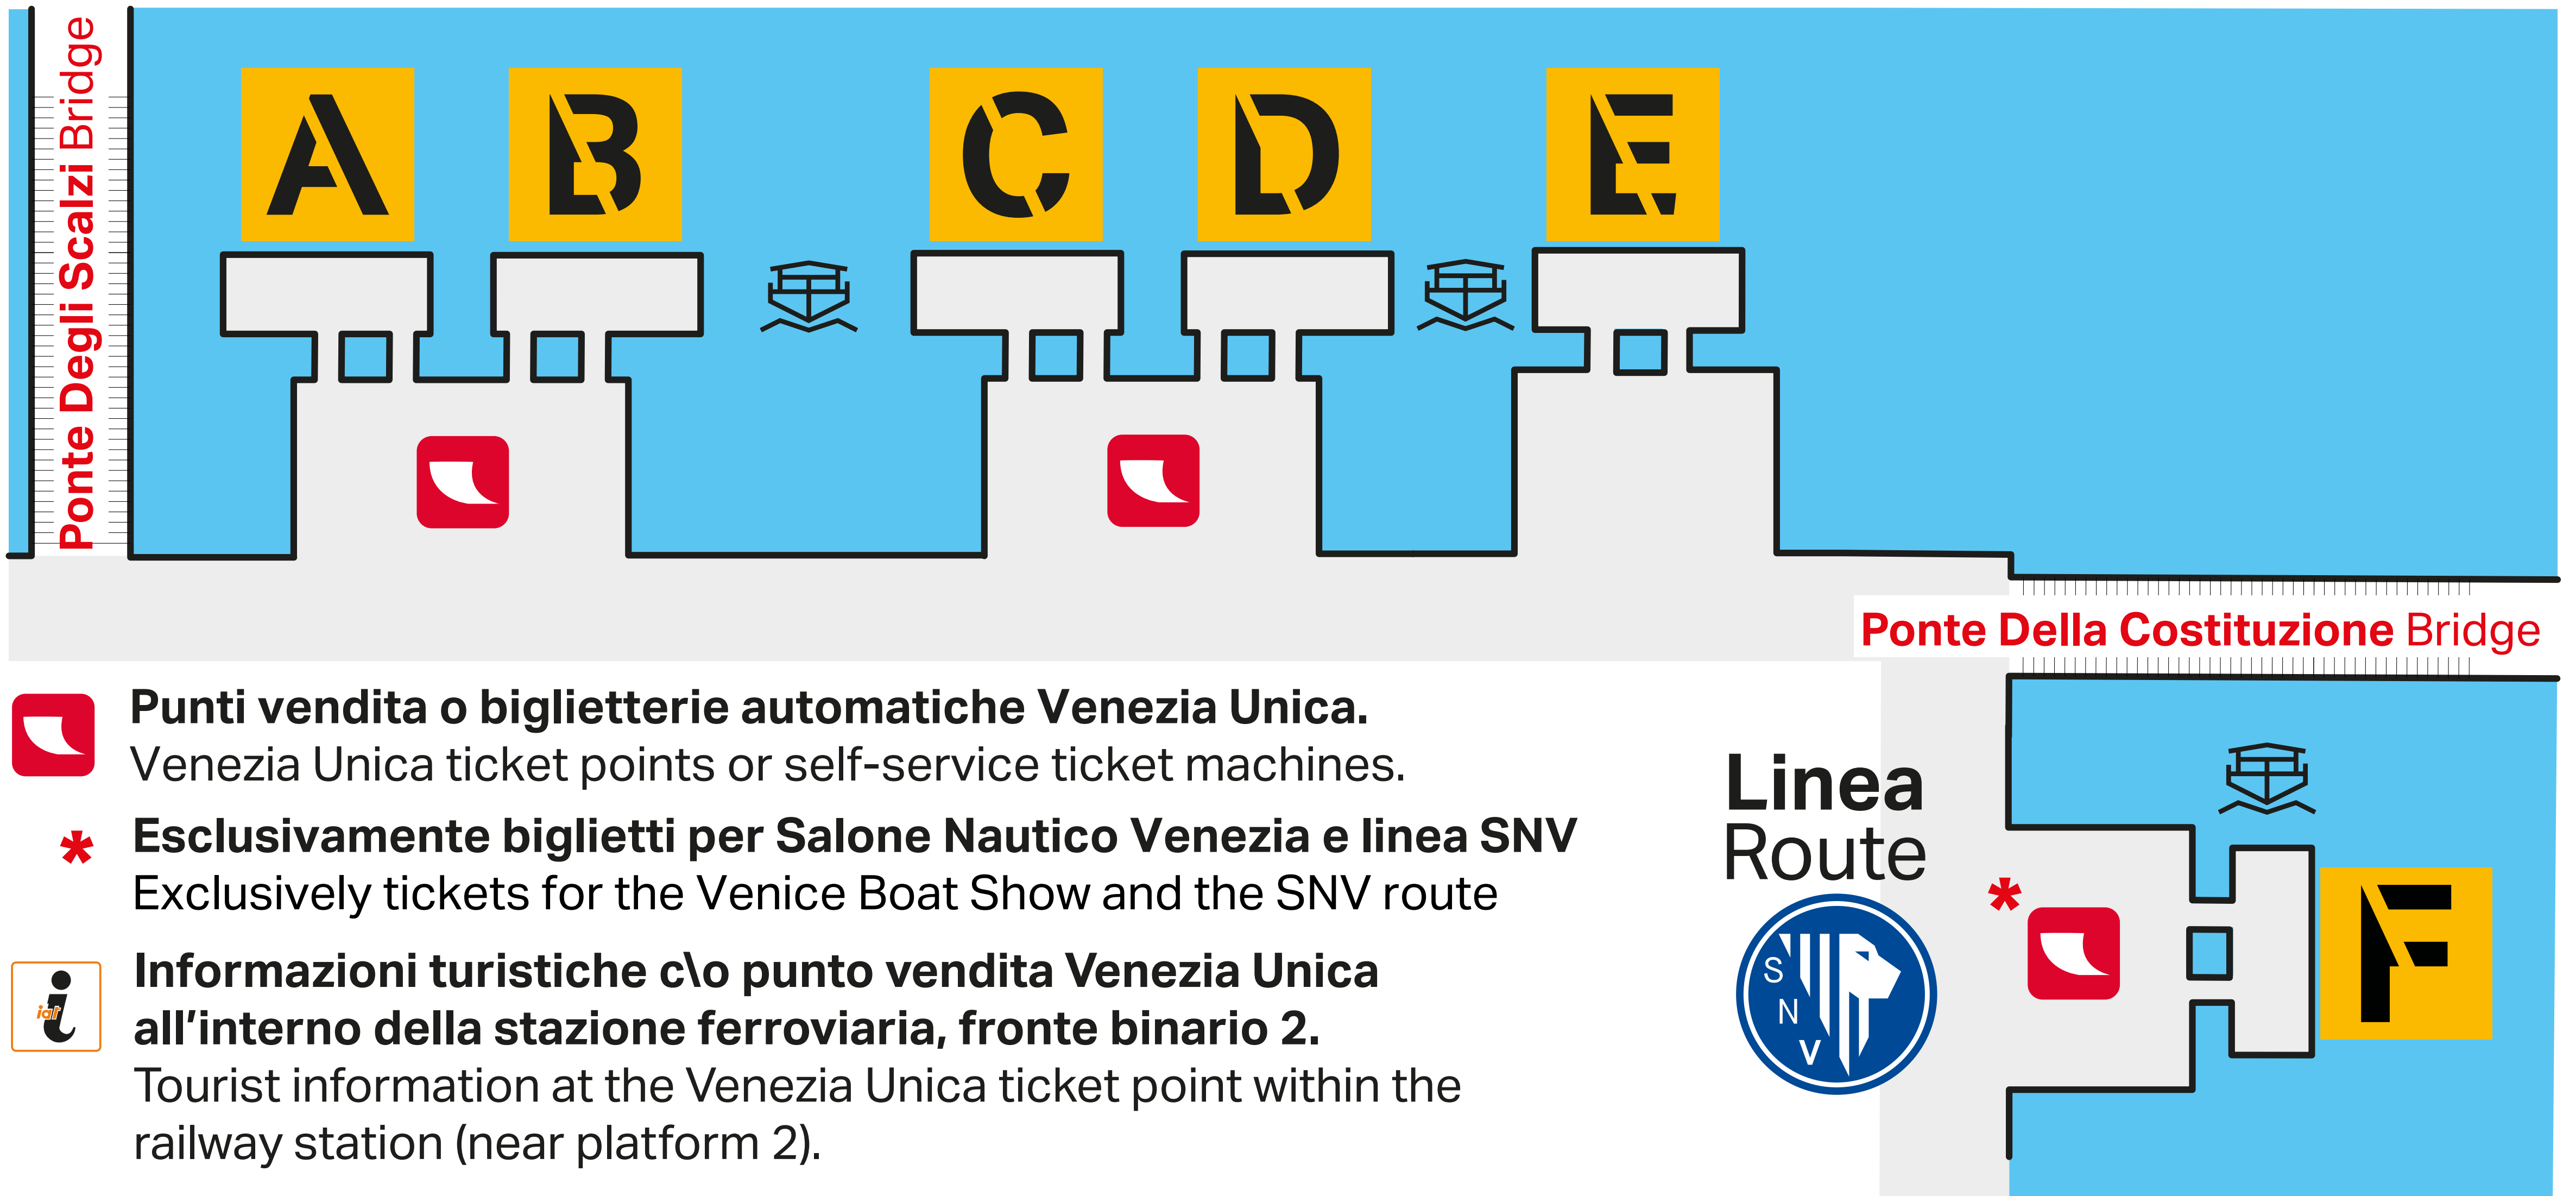 Ponte Degli Scalzi Bridge
A
B
C
D
E
Ponte Della Costituzione Bridge
Punti vendita o biglietterie automatiche Venezia Unica.
Venezia Unica ticket points or self-service ticket machines.
* Esclusivamente biglietti per Salone Nautico Venezia e linea SNV
Exclusively tickets for the Venice Boat Show and the SNV route
i
iat
Informazioni turistiche c\o punto vendita Venezia Unica
all'interno della stazione ferroviaria, fronte binario 2.
Tourist information at the Venezia Unica ticket point within the
railway station (near platform 2).
Linea
Route
S
N
V
*
F